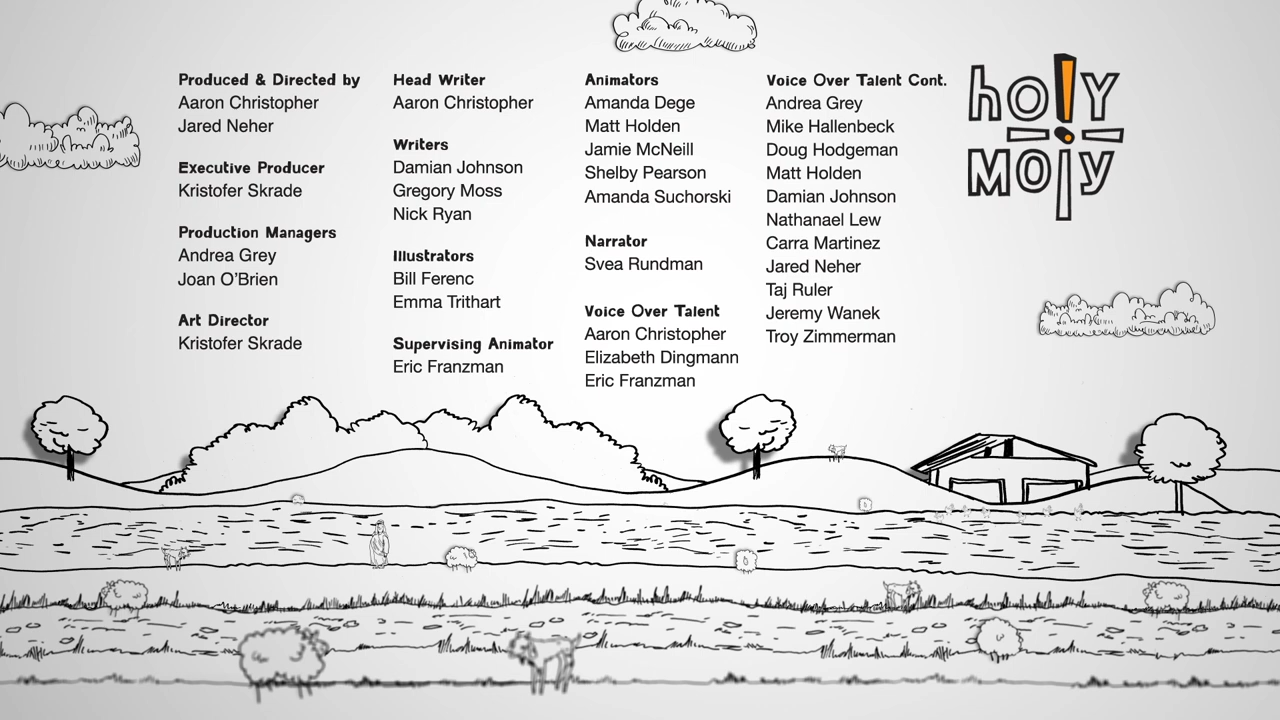 Produced & Directed by
Aaron Christopher
Jared Neher
Executive Producer
Kristofer Skrade
Production Managers
Andrea Grey
Joan O'Brien
Art Director
Kristofer Skrade
Head Writer
Aaron Christopher
Writers
Damian Johnson
Gregory Moss
Nick Ryan
Illustrators
Bill Ferenc
Emma Trithart
Supervising Animator
Eric Franzman
Animators
Amanda Dege
Matt Holden
Jamie McNeill
Shelby Pearson
Amanda Suchorski
Narrator
Svea Rundman
Voice Over Talent
Aaron Christopher
Elizabeth Dingmann
Eric Franzman
Voice Over Talent Cont.
Andrea Grey
Mike Hallenbeck
Doug Hodgeman
Matt Holden
Damian Johnson
Nathanael Lew
Carra Martinez
Jared Neher
Taj Ruler
Jeremy Wanek
Troy Zimmerman
holy
moly